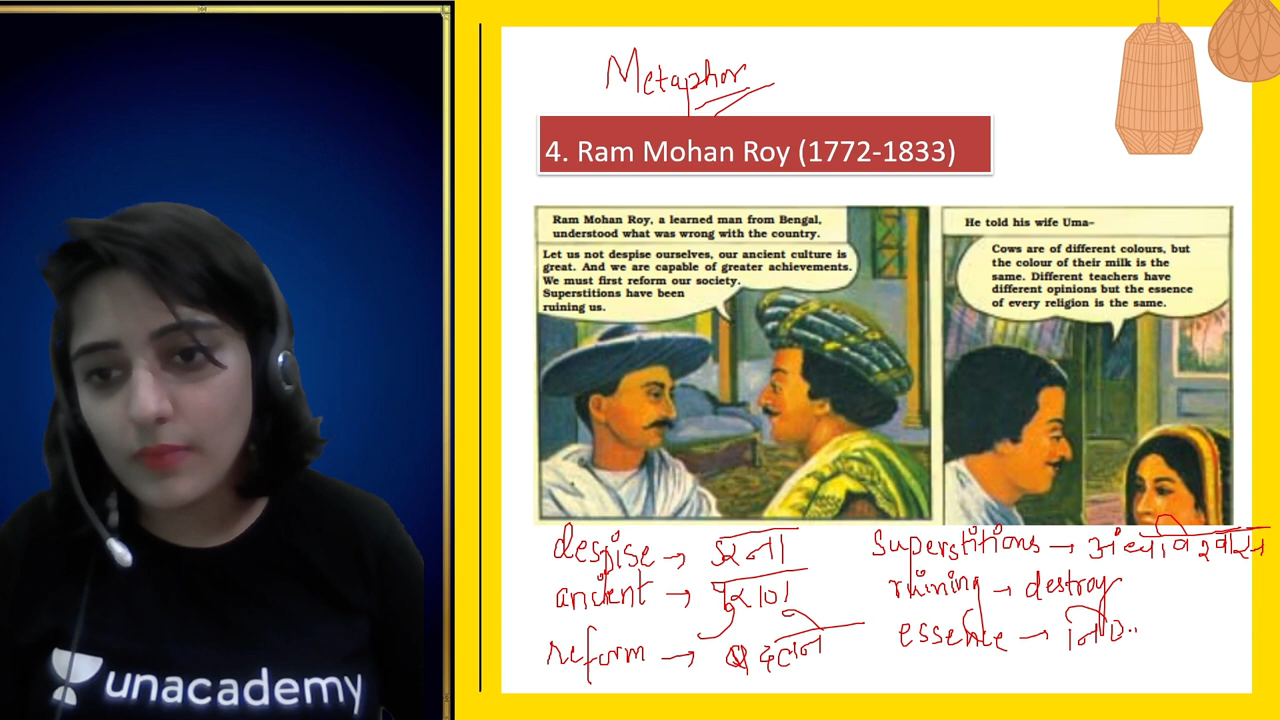 Metaphor
4. Ram Mohan Roy (1772-1833)
Ram Mohan Roy, a learned man from Bengal,
understood what was wrong with the country.
Let us not despise ourselves, our ancient culture is
great. And we are capable of greater achievements.
We must first reform our society.
Superstitions have been
ruining us.
He told his wife Uma–
Cows are of different colours, but
the colour of their milk is the
same. Different teachers have
different opinions but the essence
of every religion is the same.
despise →
ancient →
reform →
Superstitions → अंधविश्वास
ruining → destroy
essence →
unacademy